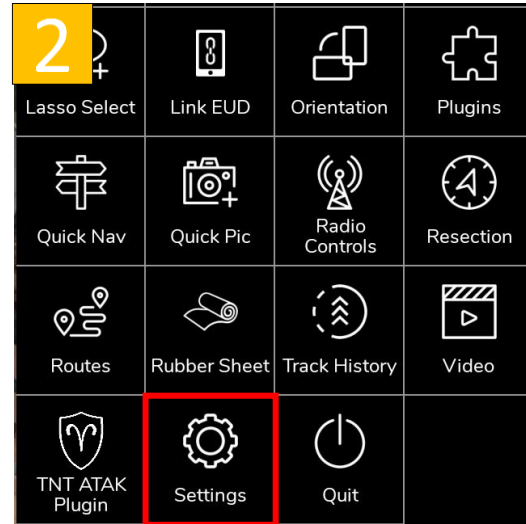 2
Lasso Select
Link EUD
Orientation
Plugins
Quick Nav
Quick Pic
Radio
Controls
Resection
Routes
Rubber Sheet
Track History
Video
TNT ATAK
Plugin
Settings
Quit